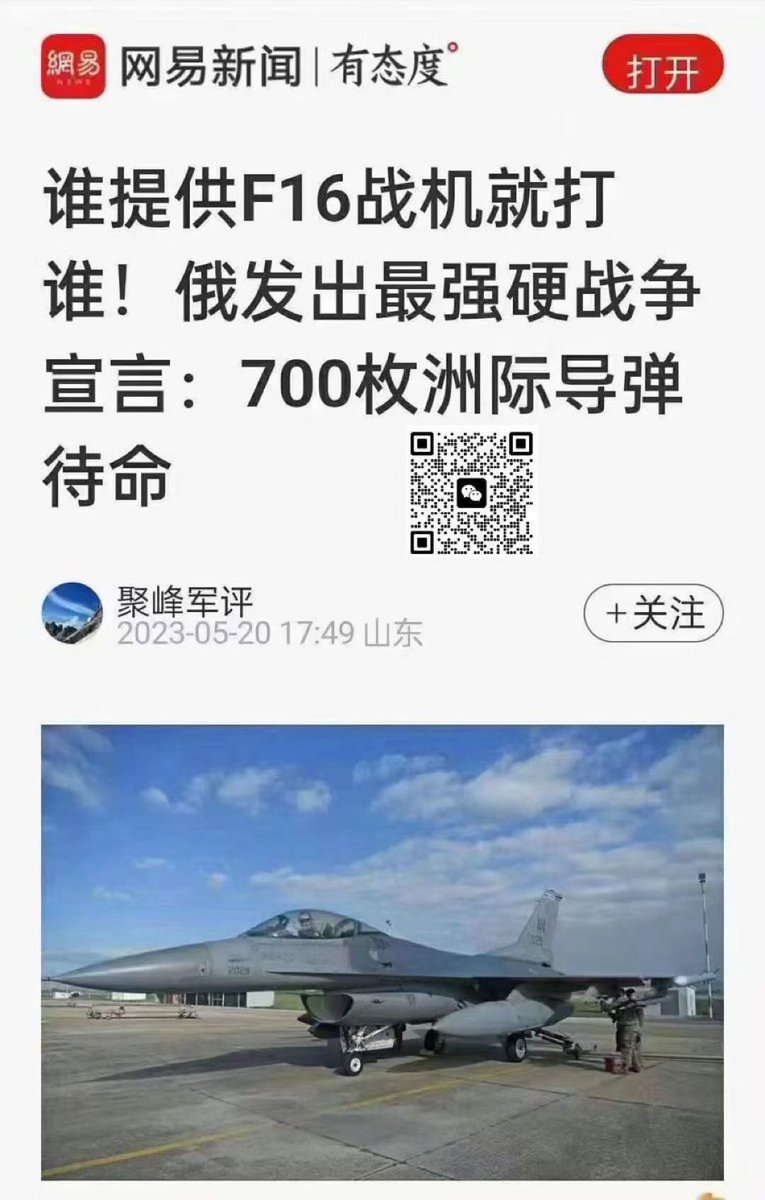 網易
NEWS
网易新闻|有态度°
打开
谁提供F16战机就打
谁！俄发出最强硬战争
宣言：700枚洲际导弹
待命
聚峰军评
2023-05-20 17:49 山东
+关注